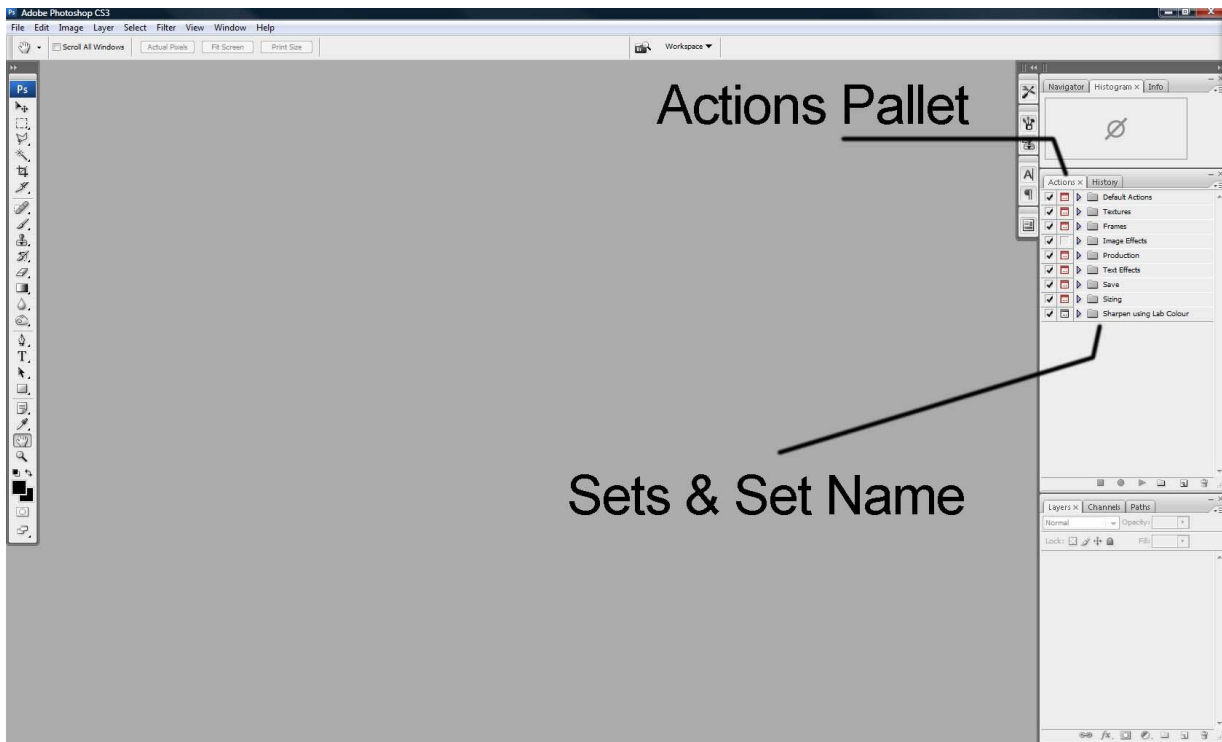 Ps Adobe Photoshop CS3
File Edit Image Layer Select Filter View Window Help
Scroll All Windows Actual Pixels Fit Screen Print Size Workspace
Ps
Actions Pallet
Navigator Histogram Info
Actions History
Default Actions
Textures
Frames
Image Effects
Production
Text Effects
Save
Sizing
Sharpen using Lab Colour
Sets & Set Name
Layers Channels Paths
Normal Opacity:
Lock: Fill: